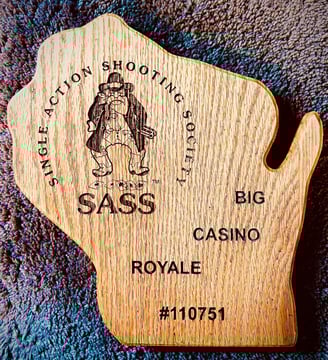 SINGLE ACTION SHOOTING SOCIETY
SASS
BIG
CASINO
ROYALE
#110751